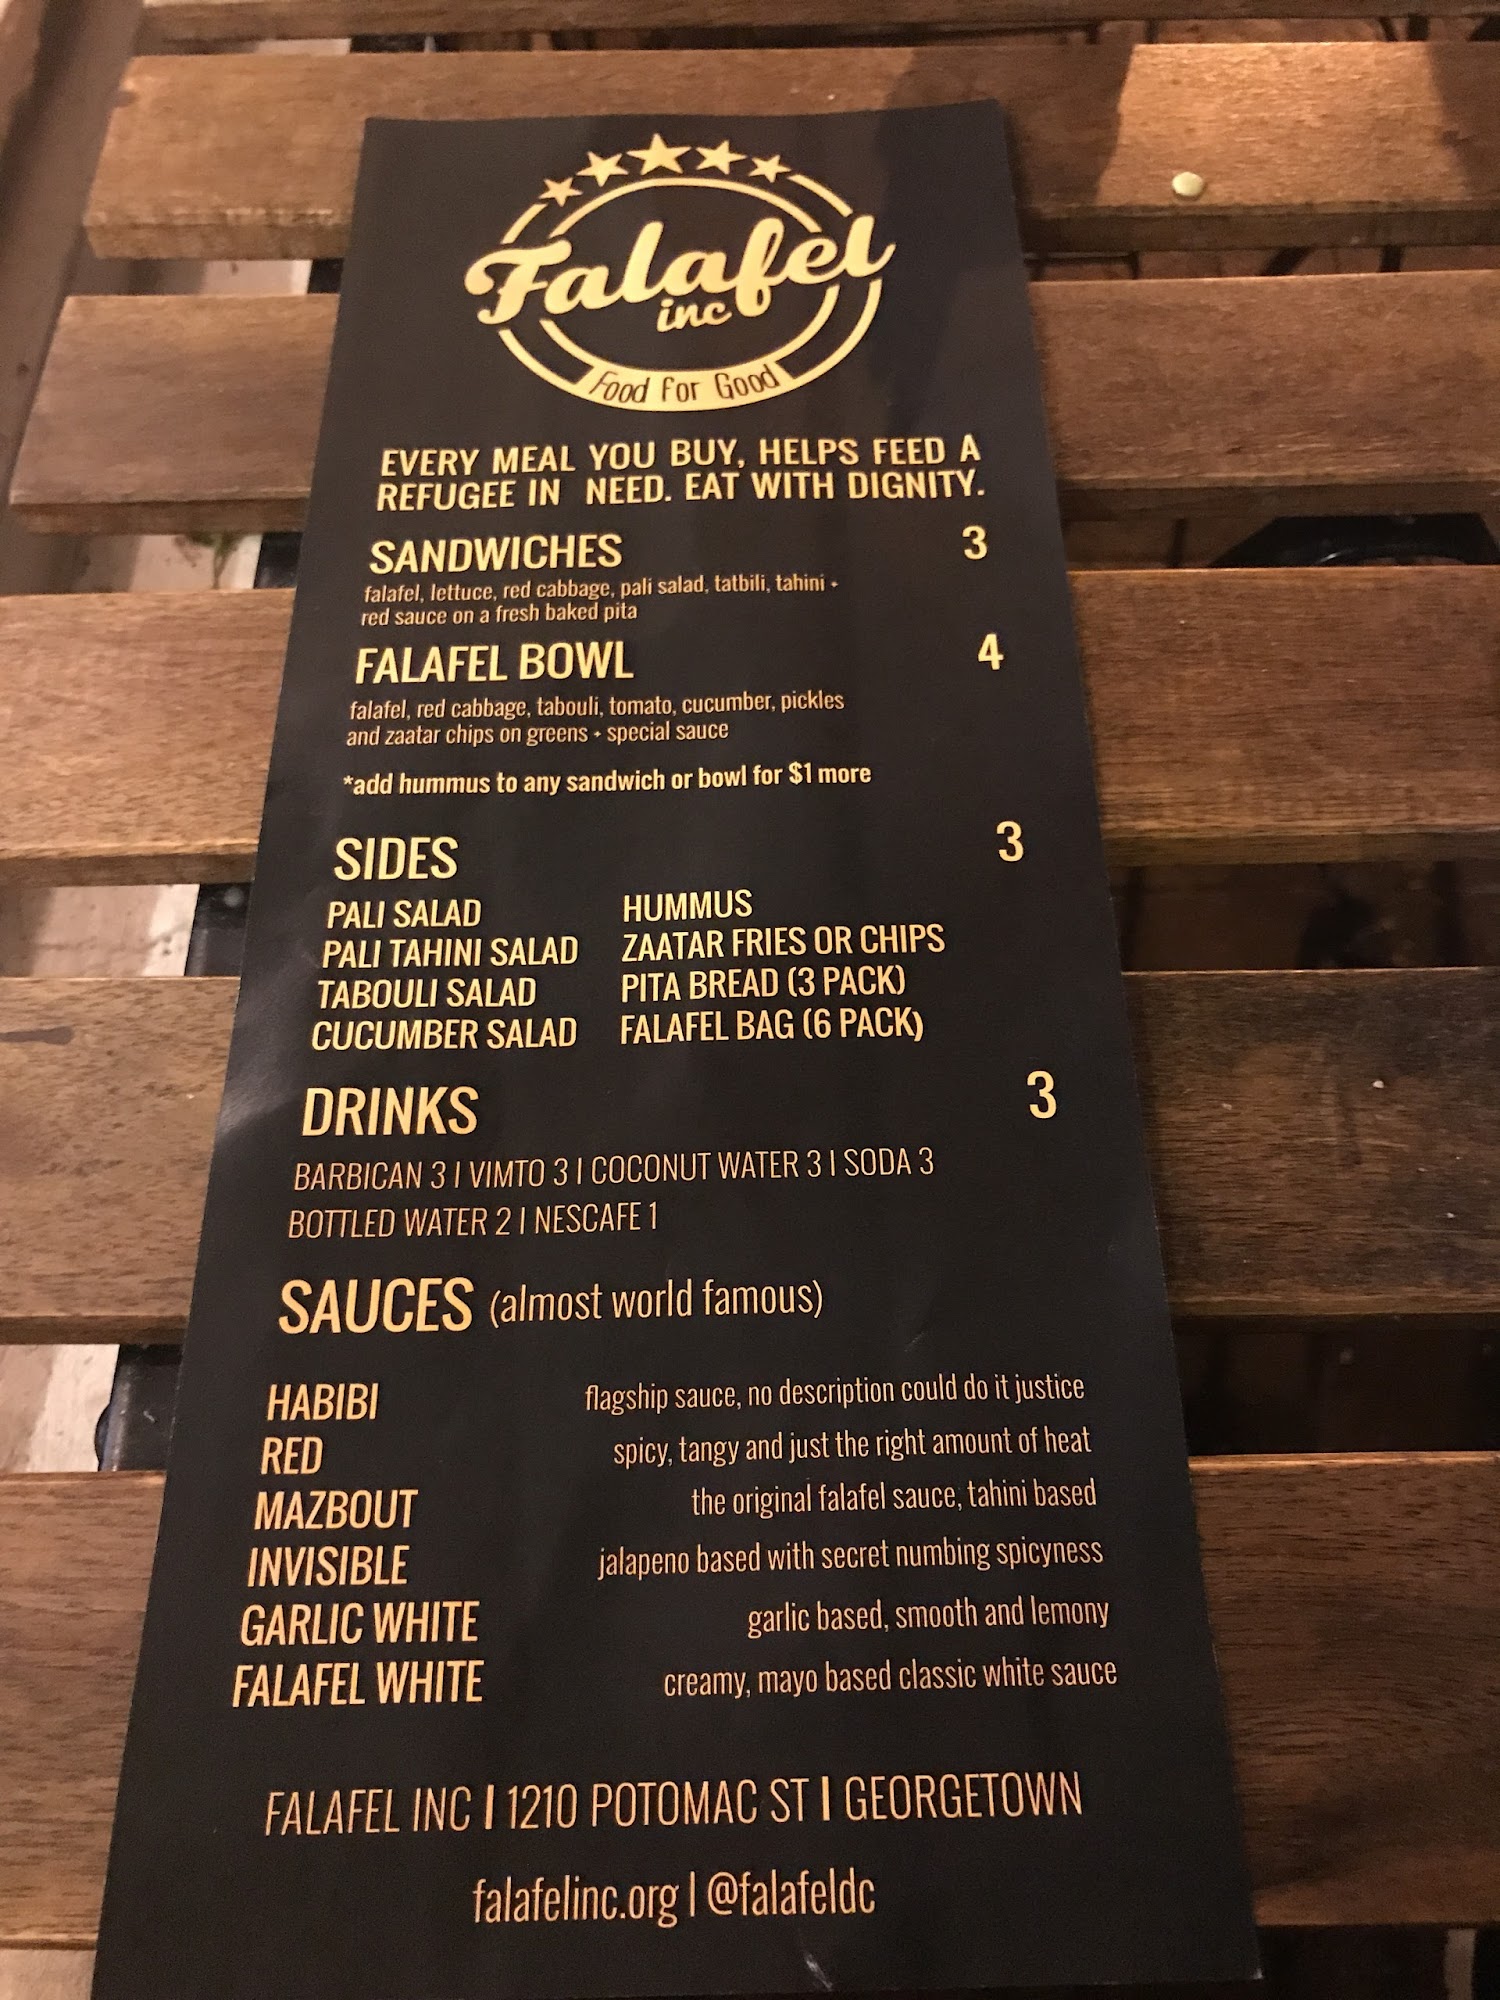 Falafel
inc
Food For Good
EVERY MEAL YOU BUY, HELPS FEED A
REFUGEE IN NEED. EAT WITH DIGNITY.
SANDWICHES 3
falafel, lettuce, red cabbage, pali salad, tatbili, tahini +
red sauce on a fresh baked pita
FALAFEL BOWL 4
falafel, red cabbage, tabouli, tomato, cucumber, pickles
and zaatar chips on greens + special sauce
*add hummus to any sandwich or bowl for $1 more
SIDES 3
PALI SALAD HUMMUS
PALI TAHINI SALAD ZAATAR FRIES OR CHIPS
TABOULI SALAD PITA BREAD (3 PACK)
CUCUMBER SALAD FALAFEL BAG (6 PACK)
DRINKS 3
BARBICAN 3 | VIMTO 3 | COCONUT WATER 3 | SODA 3
BOTTLED WATER 2 | NESCAFE 1
SAUCES (almost world famous)
HABIBI flagship sauce, no description could do it justice
RED spicy, tangy and just the right amount of heat
MAZBOUT the original falafel sauce, tahini based
INVISIBLE jalapeno based with secret numbing spicyness
GARLIC WHITE garlic based, smooth and lemony
FALAFEL WHITE creamy, mayo based classic white sauce
FALAFEL INC | 1210 POTOMAC ST | GEORGETOWN
falafelinc.org | @falafeldc